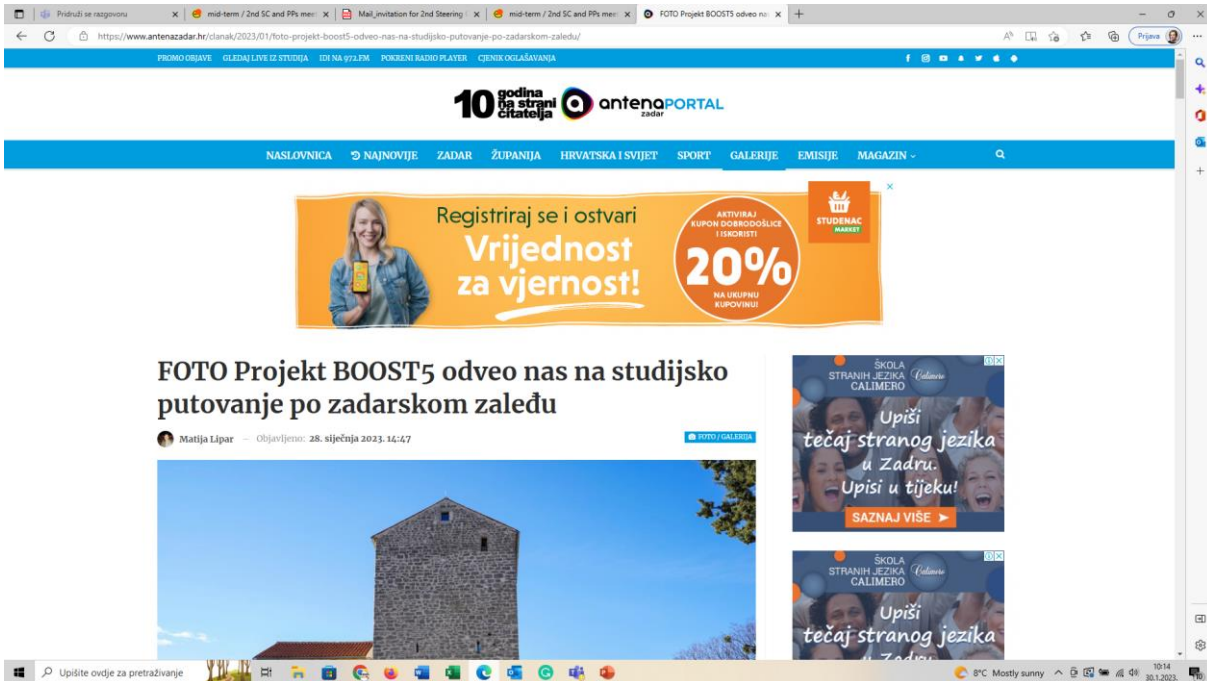 Pridruži se razgovoru
mid-term / 2nd SC and PPs mee
Mail_invitation for 2nd Steering
mid-term / 2nd SC and PPs mee
FOTO Projekt BOOST5 odveo na
https://www.antenazadar.hr/clanak/2023/01/foto-projekt-boost5-odveo-nas-na-studijsko-putovanje-po-zadarskom-zaledu/
Prijava
PROMO OBJAVE GLEDAJ LIVE IZ STUDIJA IDI NA 972.FM POKRENI RADIO PLAYER CJENIK OGLAŠAVANJA
10 godina
na strani
čitatelja
antenaPORTAL
zadar
NASLOVNICA NAJNOVIJE ZADAR ŽUPANIJA HRVATSKA I SVIJET SPORT GALERIJE EMISIJE MAGAZIN
Registriraj se i ostvari
Vrijednost
za vjernost!
AKTIVIRAJ
KUPON DOBRODOŠLICE
I ISKORISTI
20%
NA UKUPNU
KUPOVINU!
STUDENAC
MARKET
FOTO Projekt BOOST5 odveo nas na studijsko
putovanje po zadarskom zaleđu
Matija Lipar — Objavljeno: 28. siječnja 2023. 14:47
FOTO / GALERIJA
ŠKOLA
STRANIH JEZIKA
CALIMERO
Calimero
Upiši
tečaj stranog jezika
u Zadru.
Upisi u tijeku!
SAZNAJ VIŠE
ŠKOLA
STRANIH JEZIKA
CALIMERO
Calimero
Upiši
tečaj stranog jezika
u Zadru.
Upišite ovdje za pretraživanje
8°C Mostly sunny
10:14
30.1.2023.